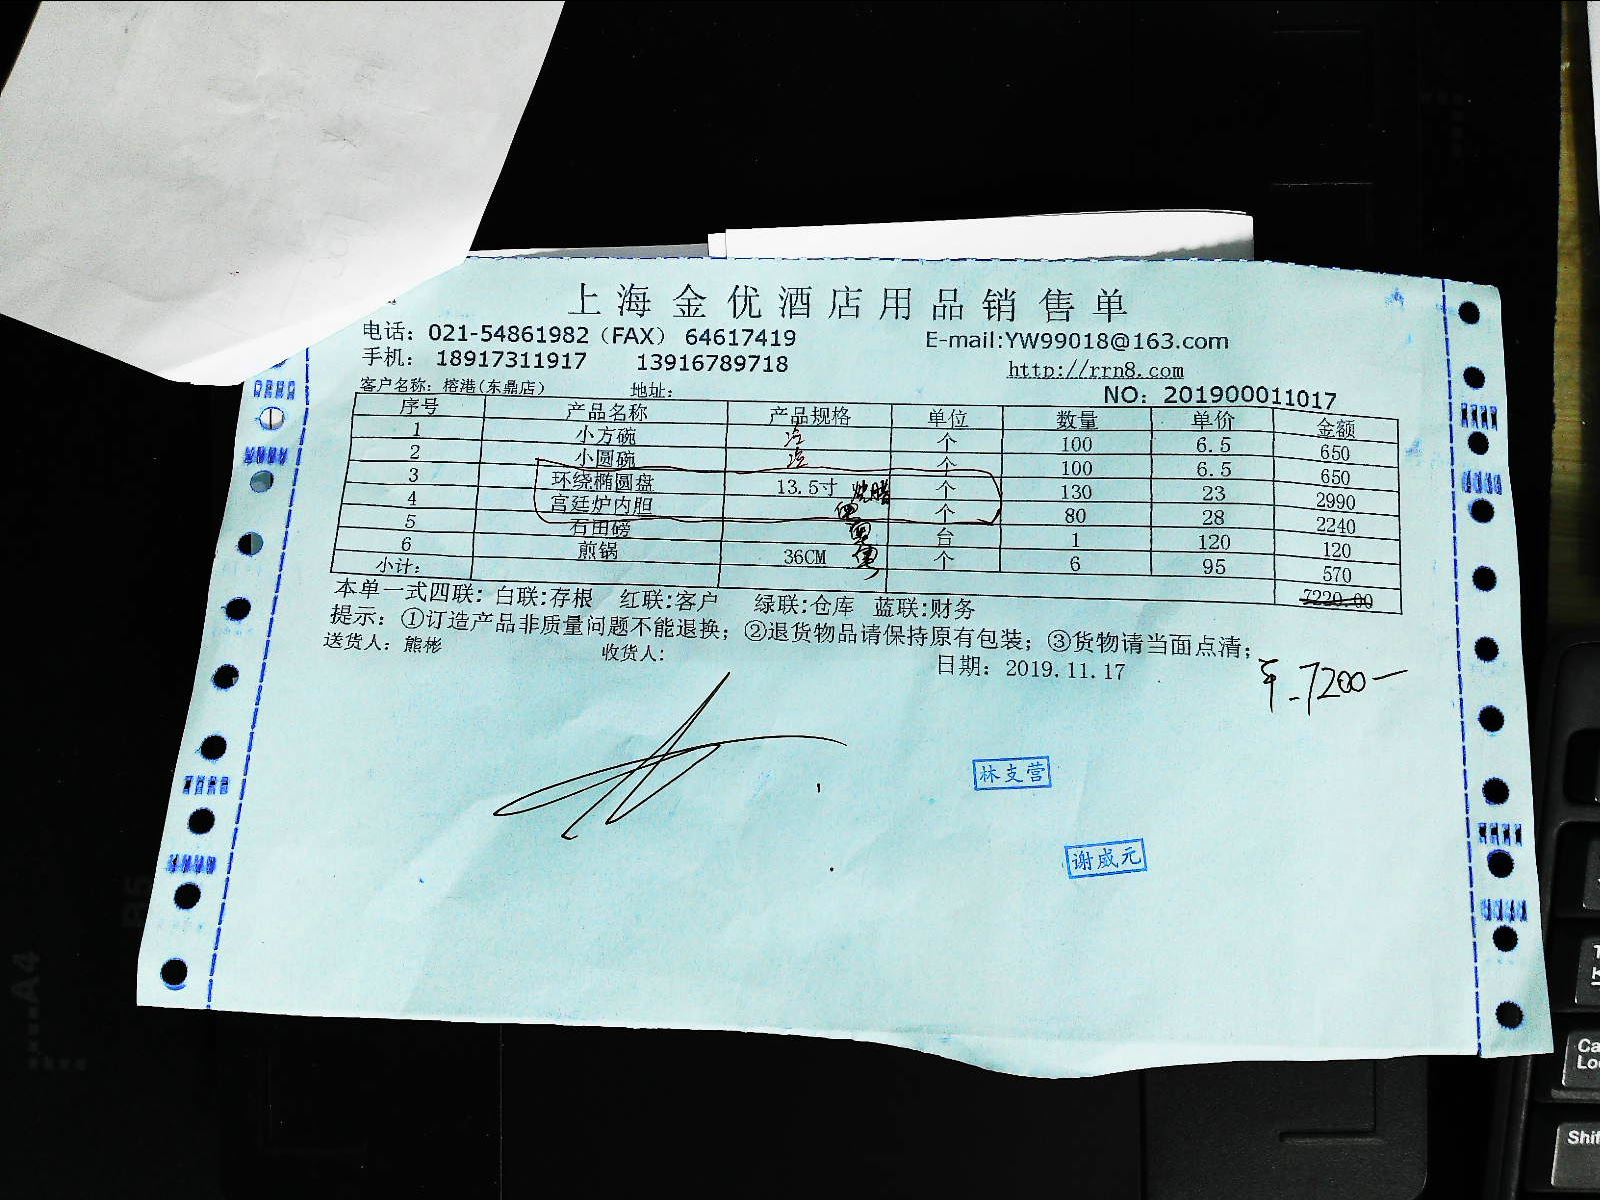 上海金优酒店用品销售单
电话：021-54861982（FAX） 64617419 E-mail:YW99018@163.com
手机： 18917311917 13916789718 http://rrn8.com
客户名称：榕港(东鼎店) 地址： NO：201900011017
序号 产品名称 产品规格 单位 数量 单价 金额
1 小方碗 个 100 6.5 650
2 小圆碗 个 100 6.5 650
3 环绕椭圆盘 13.5寸 烧腊 个 130 23 2990
4 宫廷炉内胆 个 80 28 2240
5 石田磅 台 1 120 120
6 煎锅 36CM 个 6 95 570
小计： 7220.00
本单一式四联：白联:存根 红联:客户 绿联:仓库 蓝联:财务
提示：①订造产品非质量问题不能退换；②退货物品请保持原有包装；③货物请当面点清；
送货人：熊彬 收货人： 日期：2019.11.17
¥ 7200-
林支营
谢威元
A4
Shif